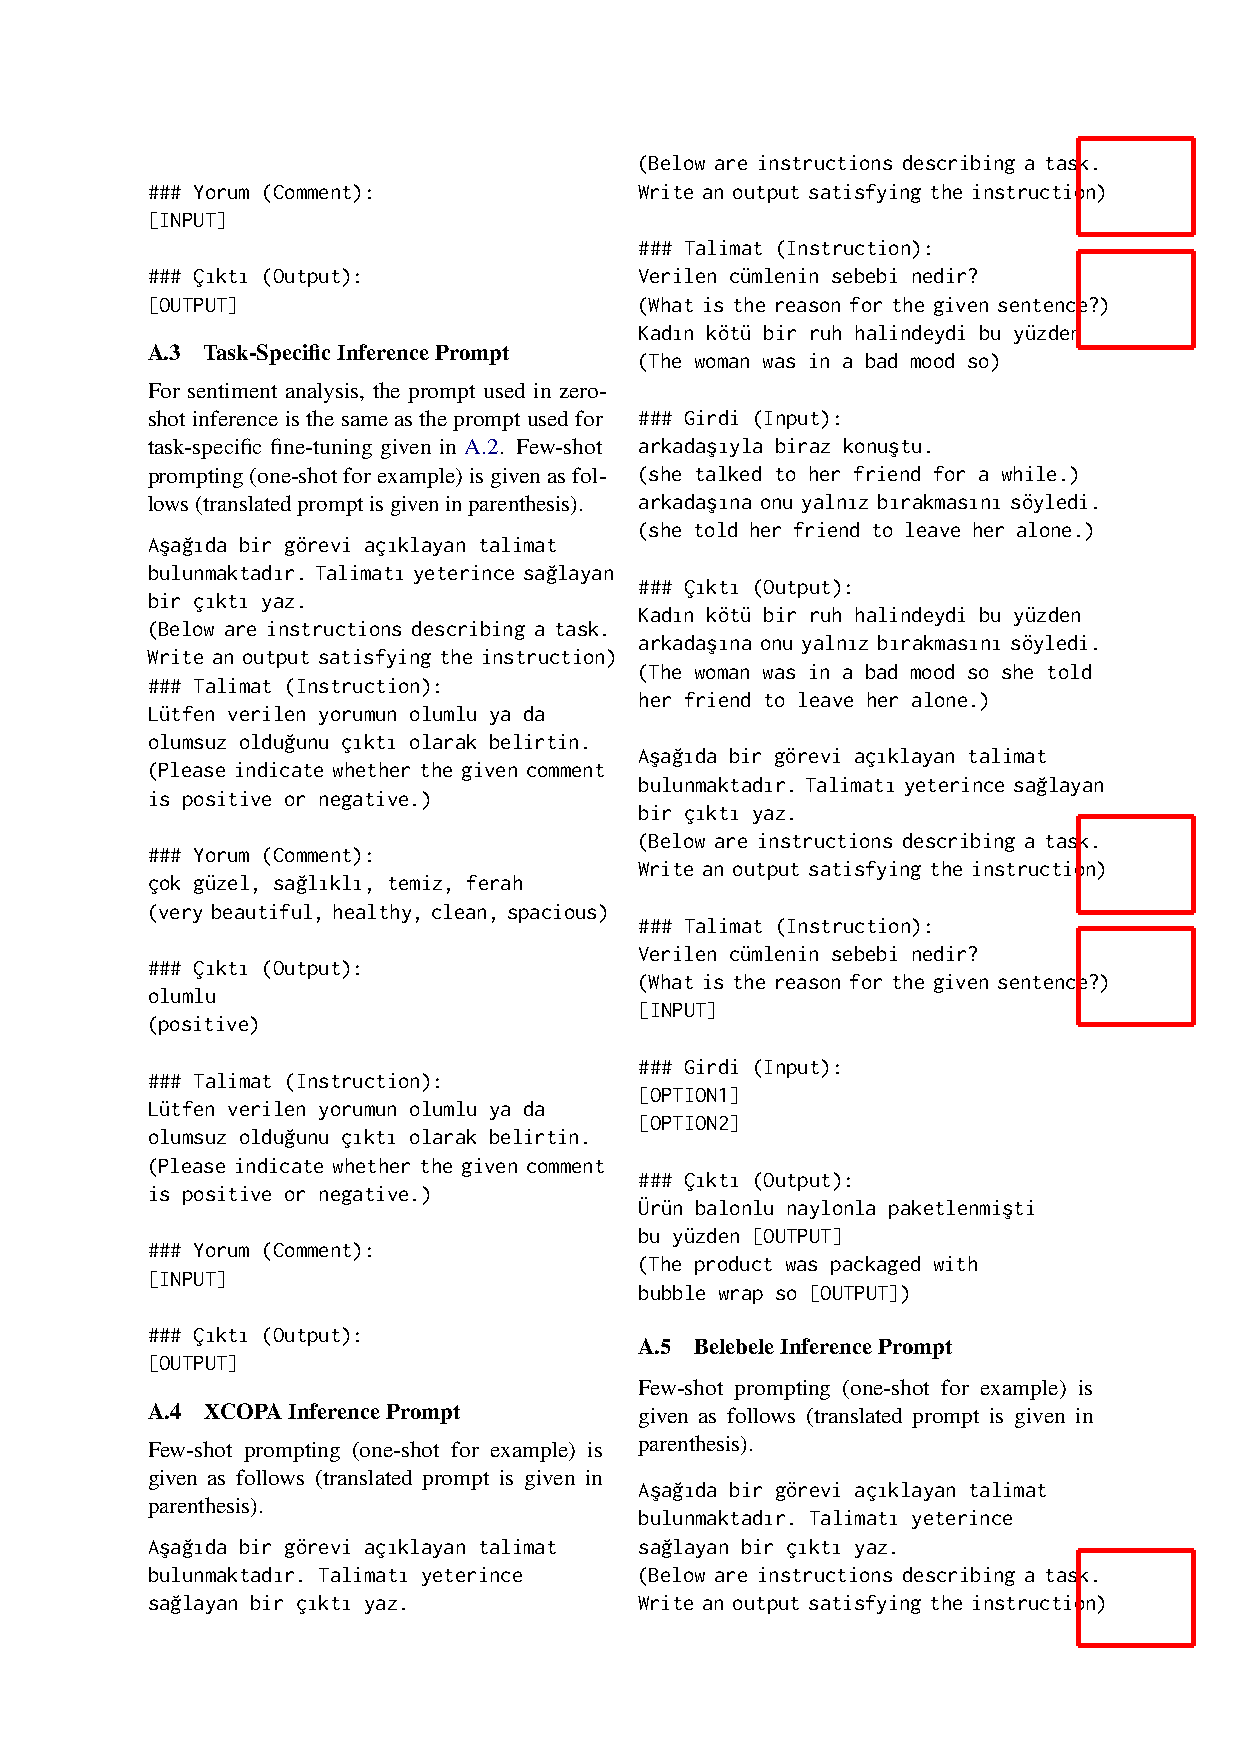 ### Yorum (Comment):
[INPUT]
### Çıktı (Output):
[OUTPUT]
A.3 Task-Specific Inference Prompt
For sentiment analysis, the prompt used in zero-
shot inference is the same as the prompt used for
task-specific fine-tuning given in A.2. Few-shot
prompting (one-shot for example) is given as fol-
lows (translated prompt is given in parenthesis).
Aşağıda bir görevi açıklayan talimat
bulunmaktadır. Talimatı yeterince sağlayan
bir çıktı yaz.
(Below are instructions describing a task.
Write an output satisfying the instruction)
### Talimat (Instruction):
Lütfen verilen yorumun olumlu ya da
olumsuz olduğunu çıktı olarak belirtin.
(Please indicate whether the given comment
is positive or negative.)
### Yorum (Comment):
çok güzel, sağlıklı, temiz, ferah
(very beautiful, healthy, clean, spacious)
### Çıktı (Output):
olumlu
(positive)
### Talimat (Instruction):
Lütfen verilen yorumun olumlu ya da
olumsuz olduğunu çıktı olarak belirtin.
(Please indicate whether the given comment
is positive or negative.)
### Yorum (Comment):
[INPUT]
### Çıktı (Output):
[OUTPUT]
A.4 XCOPA Inference Prompt
Few-shot prompting (one-shot for example) is
given as follows (translated prompt is given in
parenthesis).
Aşağıda bir görevi açıklayan talimat
bulunmaktadır. Talimatı yeterince
sağlayan bir çıktı yaz.
(Below are instructions describing a task.
Write an output satisfying the instruction)
### Talimat (Instruction):
Verilen cümlenin sebebi nedir?
(What is the reason for the given sentence?)
Kadın kötü bir ruh halindeydi bu yüzden
(The woman was in a bad mood so)
### Girdi (Input):
arkadaşıyla biraz konuştu.
(she talked to her friend for a while.)
arkadaşına onu yalnız bırakmasını söyledi.
(she told her friend to leave her alone.)
### Çıktı (Output):
Kadın kötü bir ruh halindeydi bu yüzden
arkadaşına onu yalnız bırakmasını söyledi.
(The woman was in a bad mood so she told
her friend to leave her alone.)
Aşağıda bir görevi açıklayan talimat
bulunmaktadır. Talimatı yeterince sağlayan
bir çıktı yaz.
(Below are instructions describing a task.
Write an output satisfying the instruction)
### Talimat (Instruction):
Verilen cümlenin sebebi nedir?
(What is the reason for the given sentence?)
[INPUT]
### Girdi (Input):
[OPTION1]
[OPTION2]
### Çıktı (Output):
Ürün balonlu naylonla paketlenmişti
bu yüzden [OUTPUT]
(The product was packaged with
bubble wrap so [OUTPUT])
A.5 Belebele Inference Prompt
Few-shot prompting (one-shot for example) is
given as follows (translated prompt is given in
parenthesis).
Aşağıda bir görevi açıklayan talimat
bulunmaktadır. Talimatı yeterince
sağlayan bir çıktı yaz.
(Below are instructions describing a task.
Write an output satisfying the instruction)